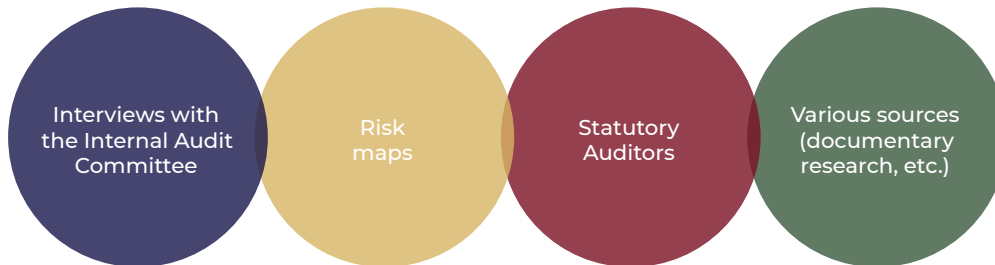 Interviews with
the Internal Audit
Committee
Risk
maps
Statutory
Auditors
Various sources
(documentary
research, etc.)